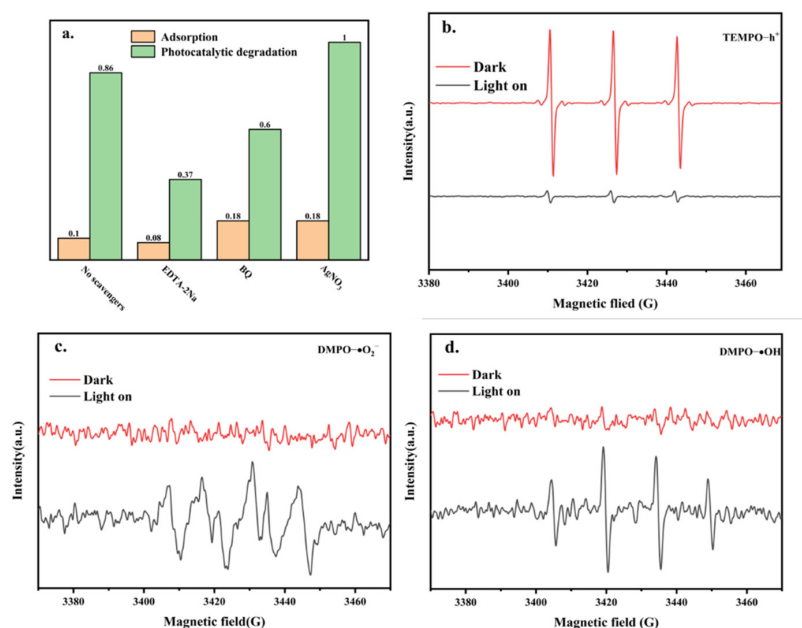 a.
Adsorption
Photocatalytic degradation
0.1
0.86
0.08
0.37
0.18
0.6
0.18
1
No scavengers
EDTA-2Na
BQ
AgNO₃
b.
TEMPO–h⁺
Dark
Light on
Intensity(a.u.)
3380 3400 3420 3440 3460
Magnetic flied (G)
c.
DMPO–•O₂⁻
Dark
Light on
Intensity(a.u.)
3380 3400 3420 3440 3460
Magnetic field(G)
d.
DMPO–•OH
Dark
Light on
Intensity(a.u.)
3380 3400 3420 3440 3460
Magnetic field (G)